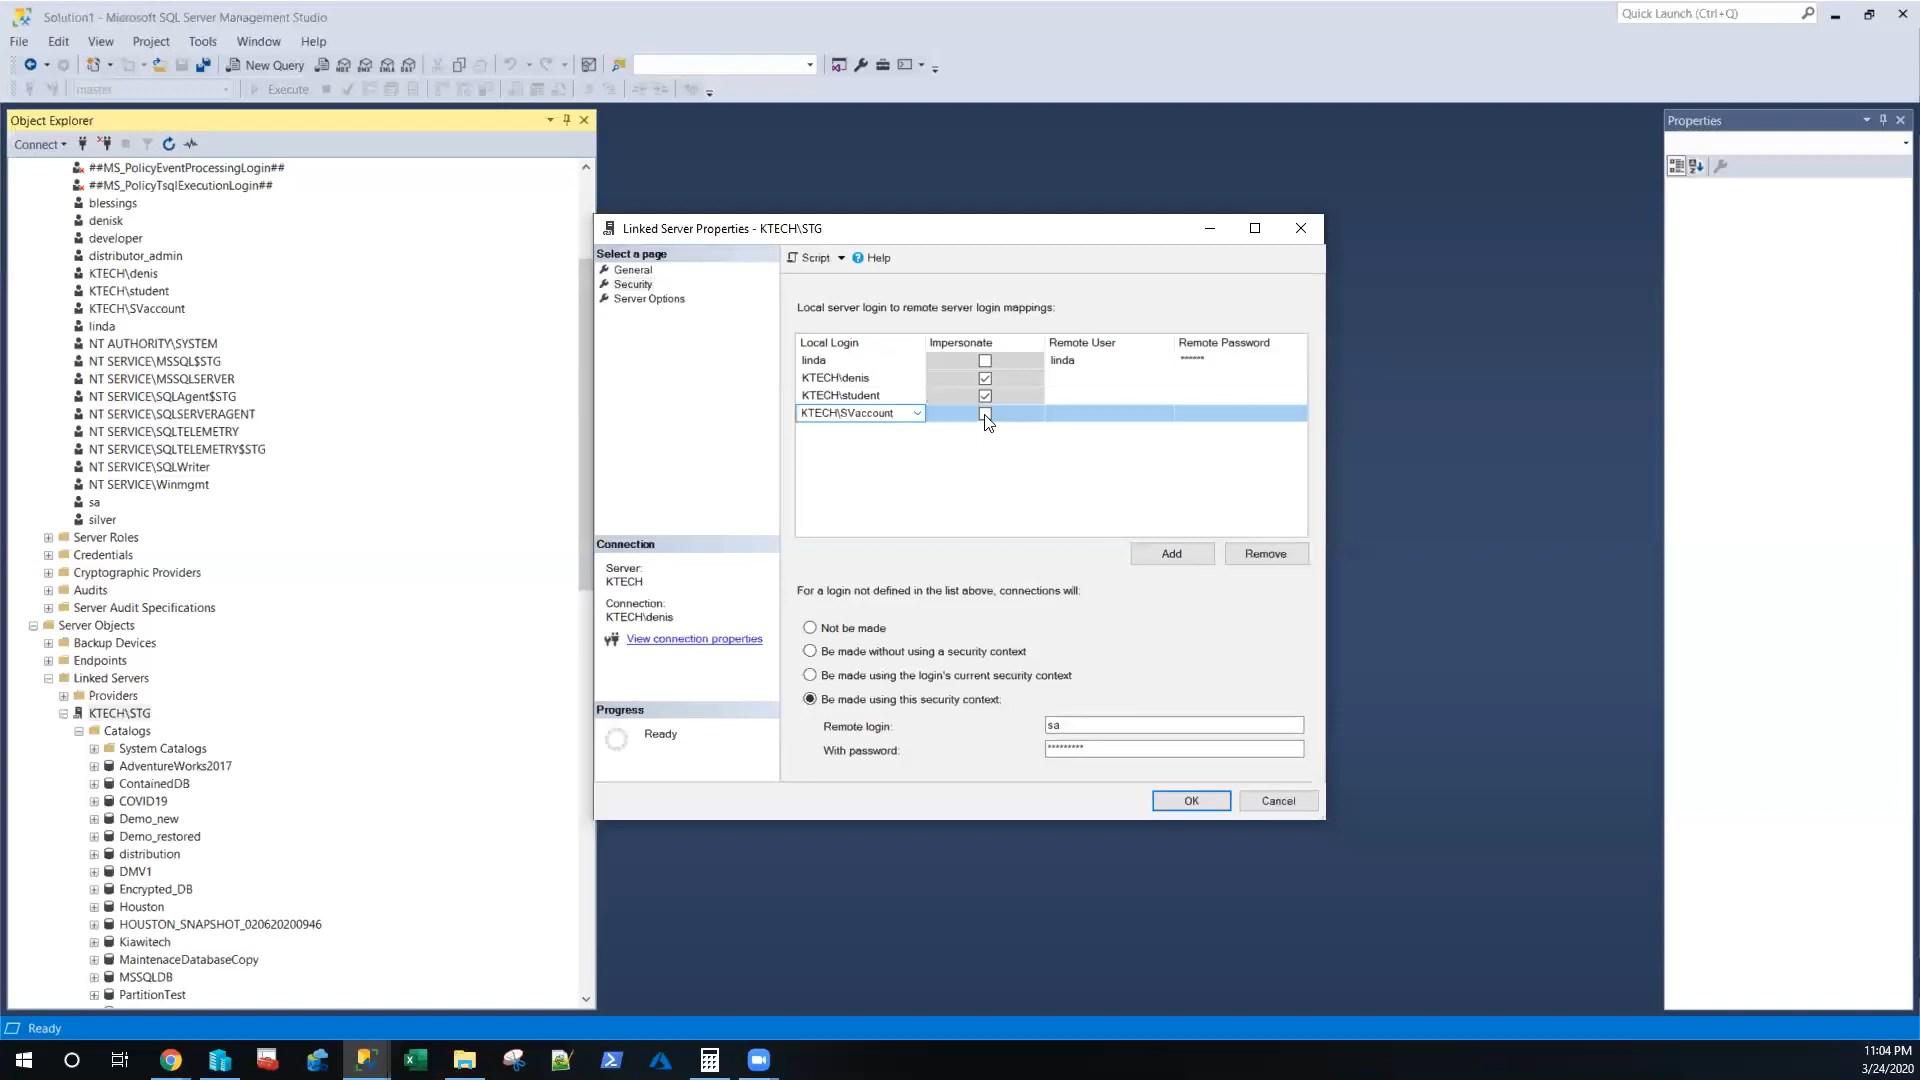 Solution1 - Microsoft SQL Server Management Studio
Quick Launch (Ctrl+Q)
File Edit View Project Tools Window Help
New Query
master
Execute
Object Explorer
Connect
##MS_PolicyEventProcessingLogin##
##MS_PolicyTsqlExecutionLogin##
blessings
denisk
developer
distributor_admin
KTECH\denis
KTECH\student
KTECH\SVaccount
linda
NT AUTHORITY\SYSTEM
NT SERVICE\MSSQL$STG
NT SERVICE\MSSQLSERVER
NT SERVICE\SQLAgent$STG
NT SERVICE\SQLSERVERAGENT
NT SERVICE\SQLTELEMETRY
NT SERVICE\SQLTELEMETRY$STG
NT SERVICE\SQLWriter
NT SERVICE\Winmgmt
sa
silver
Server Roles
Credentials
Cryptographic Providers
Audits
Server Audit Specifications
Server Objects
Backup Devices
Endpoints
Linked Servers
Providers
KTECH\STG
Catalogs
System Catalogs
AdventureWorks2017
ContainedDB
COVID19
Demo_new
Demo_restored
distribution
DMV1
Encrypted_DB
Houston
HOUSTON_SNAPSHOT_020620200946
Kiawitech
MaintenaceDatabaseCopy
MSSQLDB
PartitionTest
Linked Server Properties - KTECH\STG
Select a page
General
Security
Server Options
Connection
Server:
KTECH
Connection:
KTECH\denis
View connection properties
Progress
Ready
Script Help
Local server login to remote server login mappings:
Local Login Impersonate Remote User Remote Password
linda linda ******
KTECH\denis
KTECH\student
KTECH\SVaccount
Add Remove
For a login not defined in the list above, connections will:
Not be made
Be made without using a security context
Be made using the login's current security context
Be made using this security context:
Remote login: sa
With password: *********
OK Cancel
Properties
Ready
11:04 PM
3/24/2020